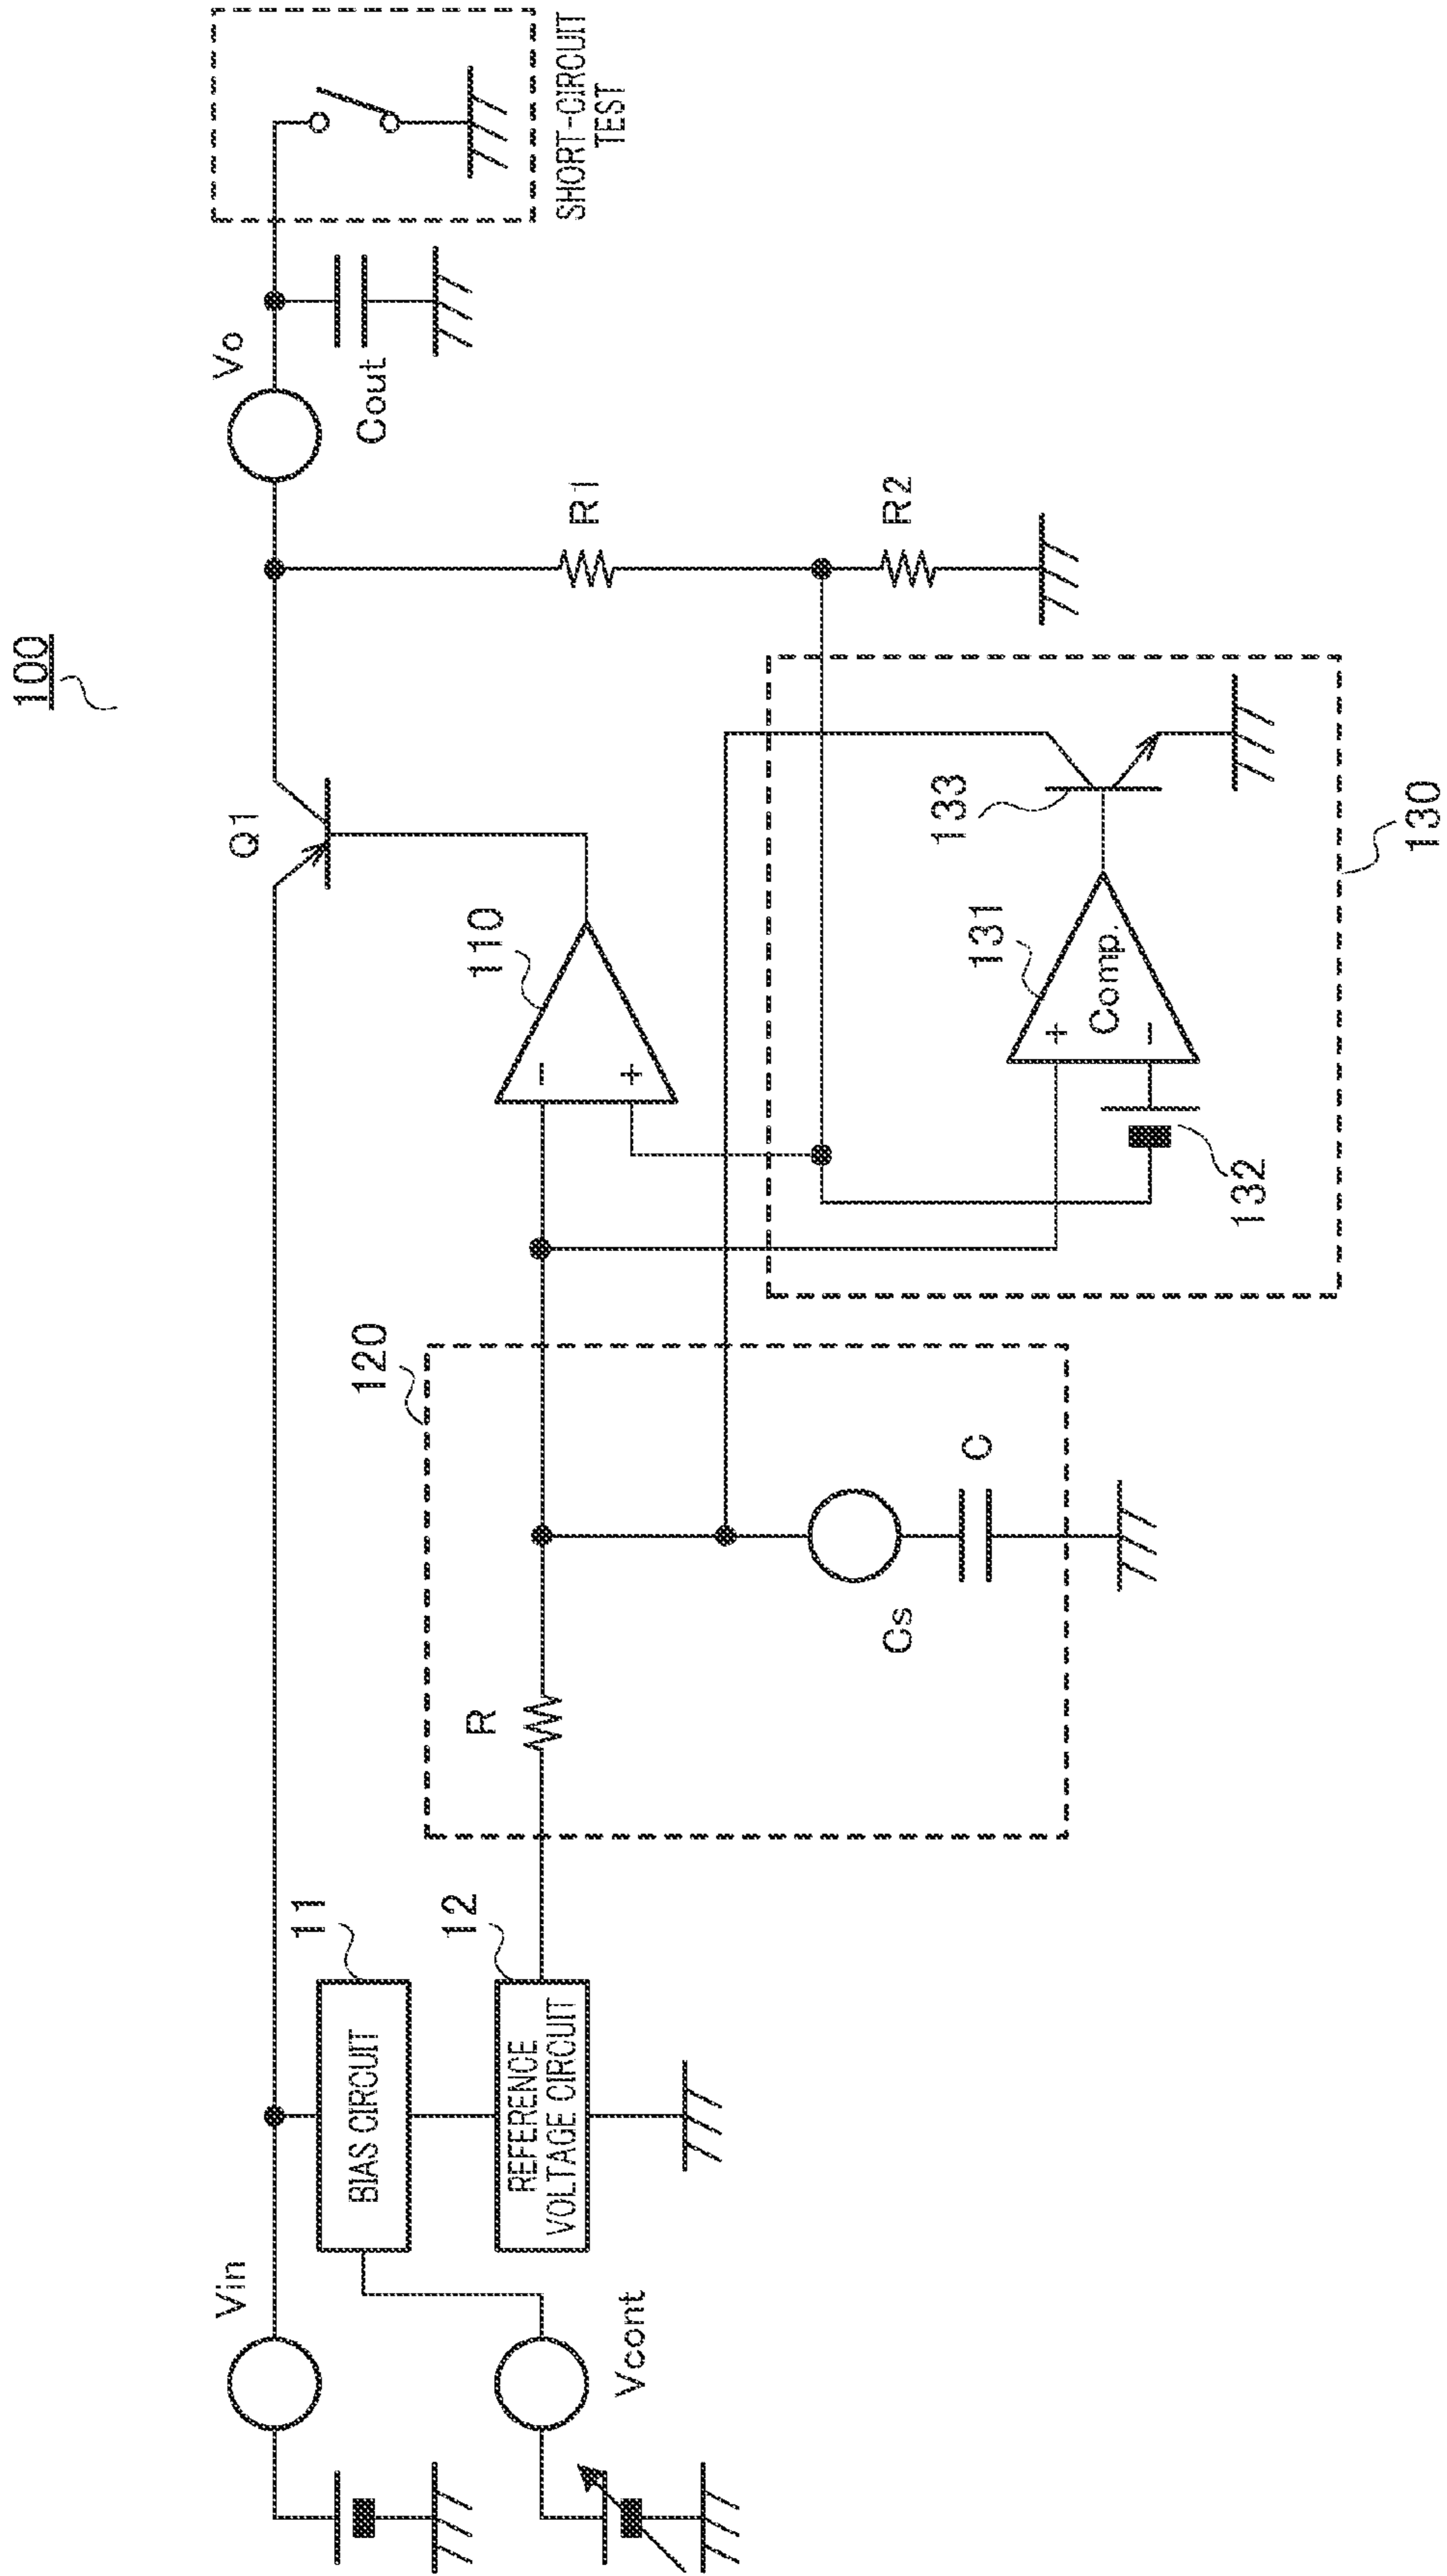 100
Vin
11
BIAS CIRCUIT
Vcont
12
REFERENCE
VOLTAGE CIRCUIT
120
R
Cs
C
110
-
+
Q1
130
131
+
-
Comp.
132
133
R1
R2
Vo
Cout
SHORT-CIRCUIT
TEST